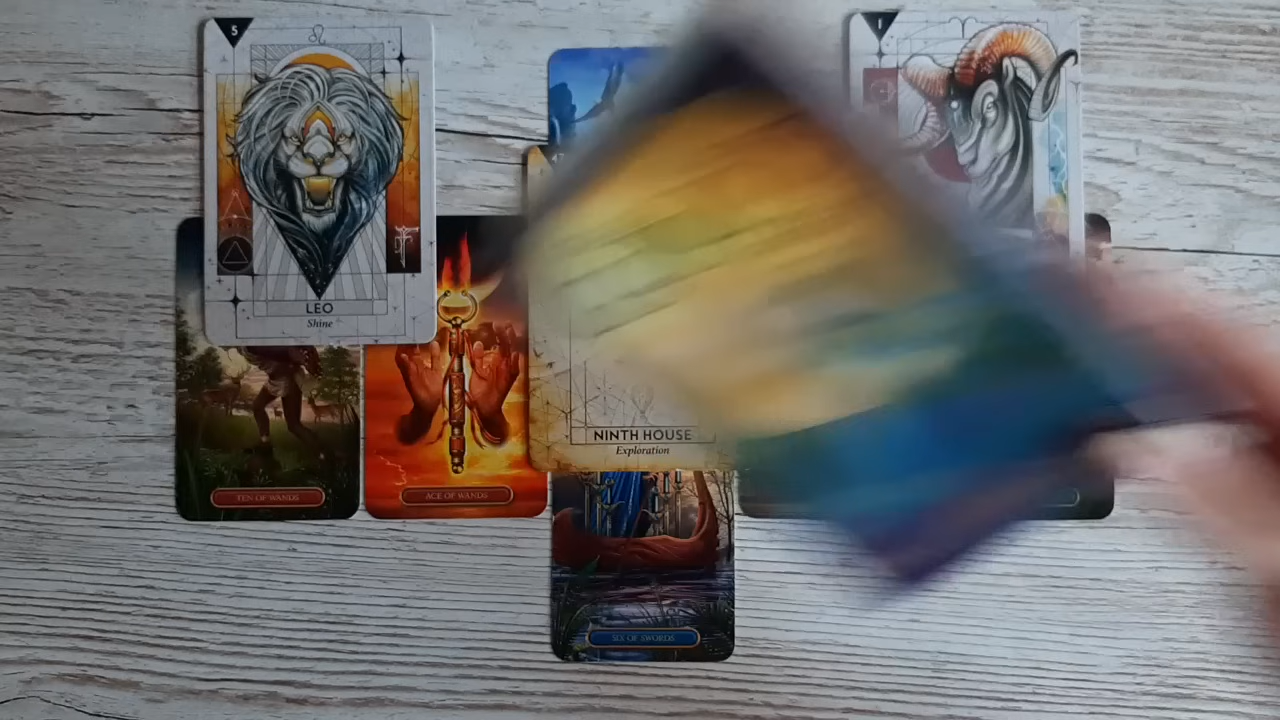 5
1
LEO
Shine
NINTH HOUSE
Exploration
TEN OF WANDS
ACE OF WANDS
SIX OF SWORDS